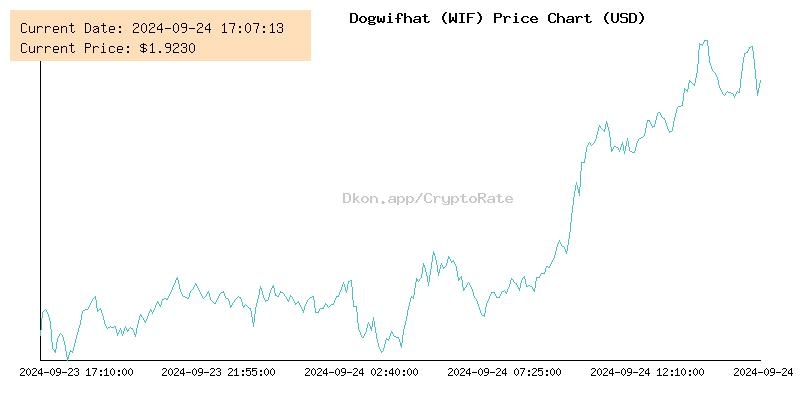 Dogwifhat (WIF) Price Chart (USD)
Current Date: 2024-09-24 17:07:13
Current Price: $1.9230
Dkon.app/CryptoRate
2024-09-23 17:10:00 2024-09-23 21:55:00 2024-09-24 02:40:00 2024-09-24 07:25:00 2024-09-24 12:10:00 2024-09-24